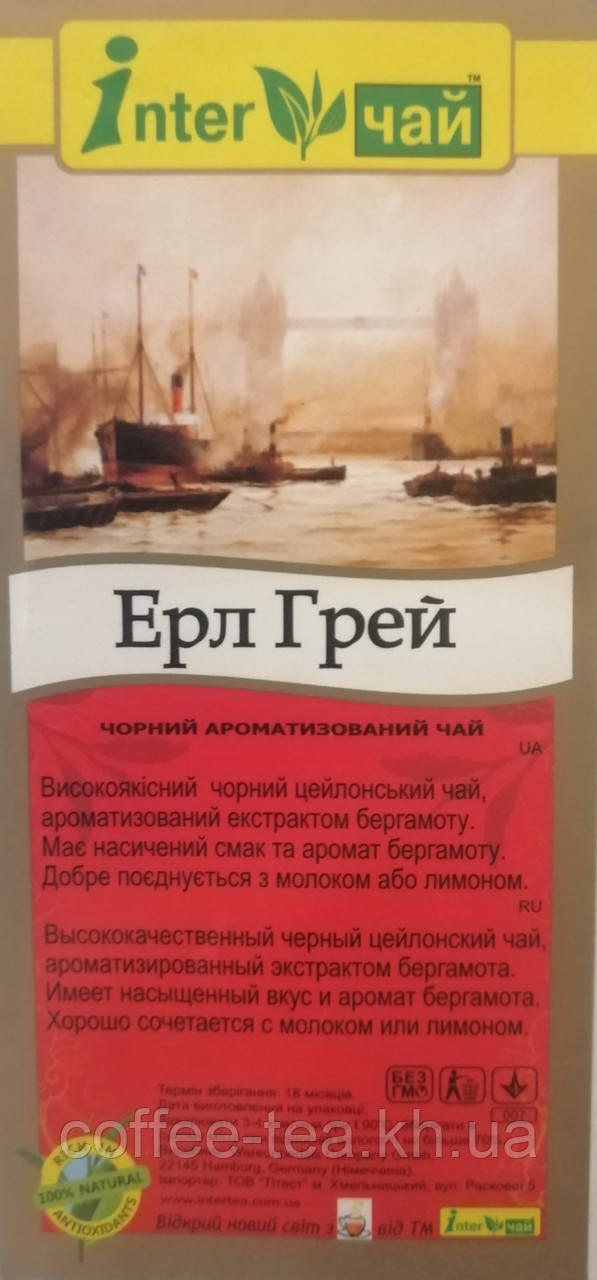 inter чай TM
Ерл Грей
ЧОРНИЙ АРОМАТИЗОВАНИЙ ЧАЙ
UA
Високоякісний чорний цейлонський чай,
ароматизований екстрактом бергамоту.
Має насичений смак та аромат бергамоту.
Добре поєднується з молоком або лимоном.
RU
Высококачественный черный цейлонский чай,
ароматизированный экстрактом бергамота.
Имеет насыщенный вкус и аромат бергамота.
Хорошо сочетается с молоком или лимоном.
БЕЗ
ГМО
007
Термін зберігання: 18 місяців.
Дата виготовлення на упаковці:
coffee-tea.kh.ua
22145 Hamburg, Germany (Німеччина).
Імпортер: ТОВ "Тітест" м. Хмельницький, вул. Раскової 5
www.intertea.com.ua
100% NATURAL
ANTIOXIDANTS
Відкрий новий світ з від ТМ inter чай